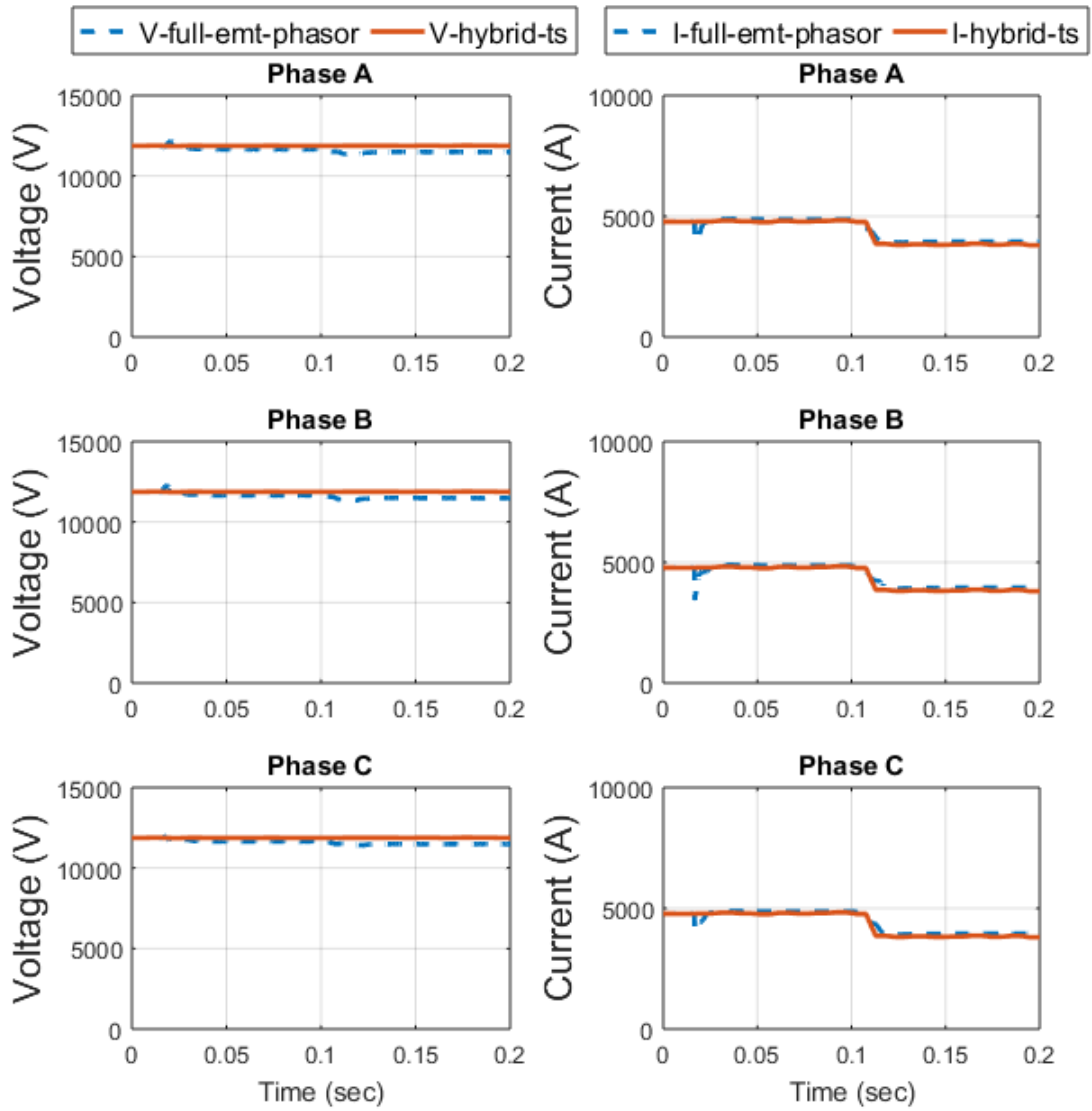 V-full-emt-phasor V-hybrid-ts
I-full-emt-phasor I-hybrid-ts
Phase A
Voltage (V)
15000
10000
5000
0
0 0.05 0.1 0.15 0.2
Phase A
Current (A)
10000
5000
0
0 0.05 0.1 0.15 0.2
Phase B
Voltage (V)
15000
10000
5000
0
0 0.05 0.1 0.15 0.2
Phase B
Current (A)
10000
5000
0
0 0.05 0.1 0.15 0.2
Phase C
Voltage (V)
15000
10000
5000
0
0 0.05 0.1 0.15 0.2
Time (sec)
Phase C
Current (A)
10000
5000
0
0 0.05 0.1 0.15 0.2
Time (sec)